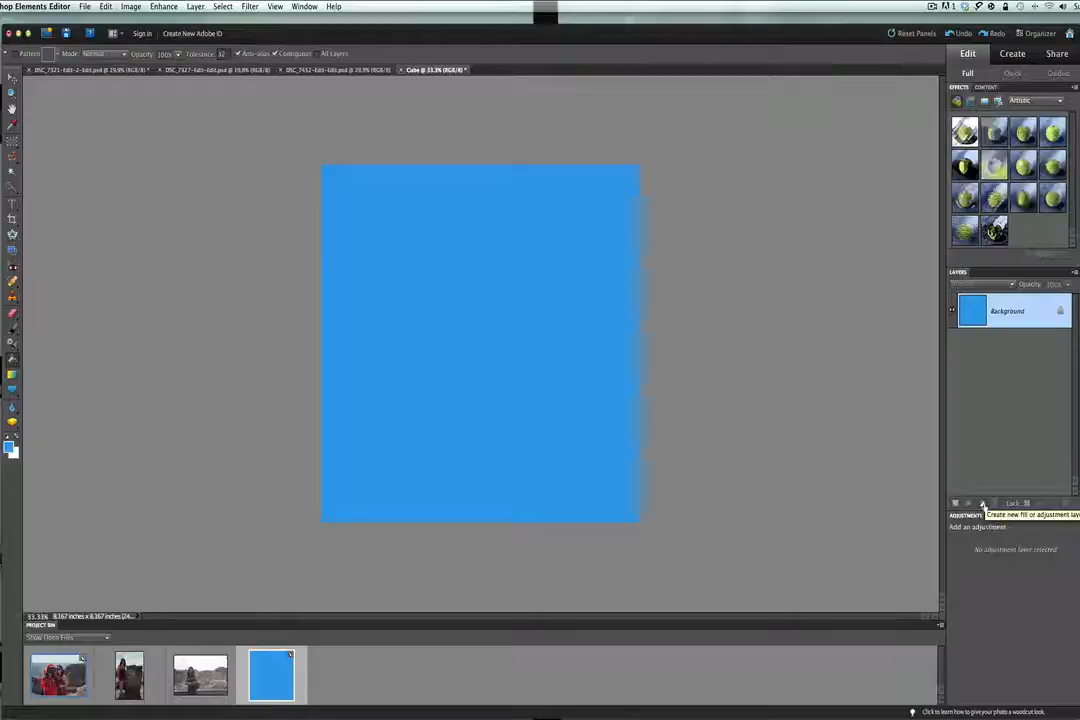 hop Elements Editor File Edit Image Enhance Layer Select Filter View Window Help
Sign in Create New Adobe ID Reset Panels Undo Redo Organizer
Pattern Mode: Normal Opacity: 100% Tolerance: 32 Anti-alias Contiguous All Layers
Edit Create Share
DSC_7321-Edit-2-Edit.psd @ 29.9% (RGB/8) * DSC_7327-Edit-Edit.psd @ 19.8% (RGB/8) DSC_7432-Edit-Edit.psd @ 29.9% (RGB/8) Cube @ 33.3% (RGB/8) *
Full Quick Guided
EFFECTS CONTENT
Artistic
LAYERS
Opacity: 100%
Background
Lock:
Create new fill or adjustment lay
ADJUSTMENTS
Add an adjustment
No adjustment layer selected
33.33% 8.167 inches x 8.167 inches (24...
PROJECT BIN
Show Open Files
Click to learn how to give your photo a woodcut look.